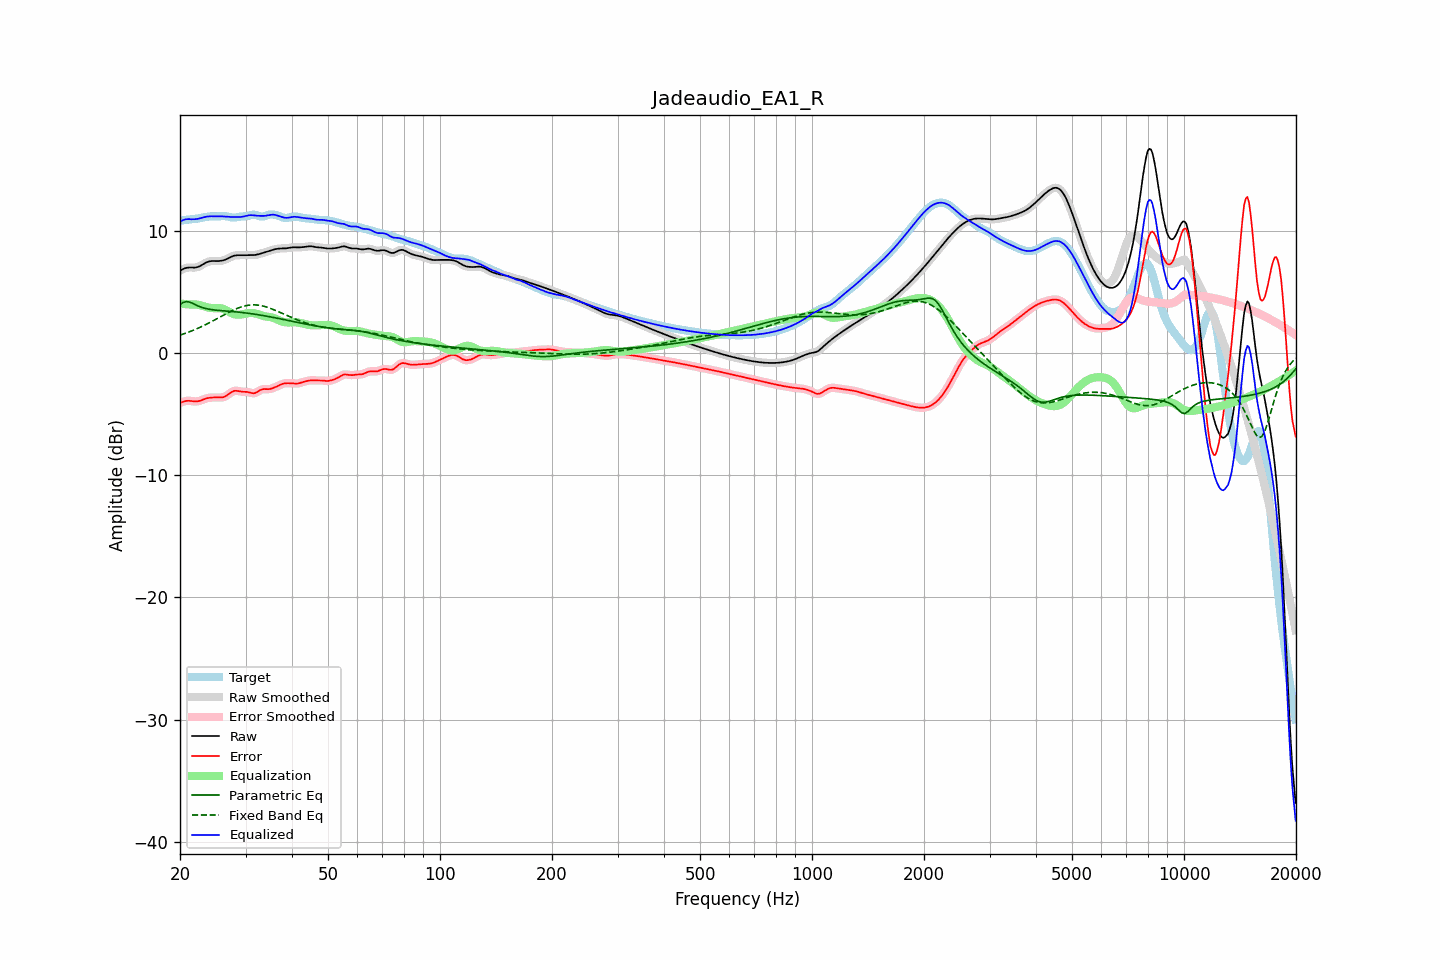 Jadeaudio_EA1_R
Amplitude (dBr)
10
0
−10
−20
−30
−40
Target
Raw Smoothed
Error Smoothed
Raw
Error
Equalization
Parametric Eq
Fixed Band Eq
Equalized
20 50 100 200 500 1000 2000 5000 10000 20000
Frequency (Hz)